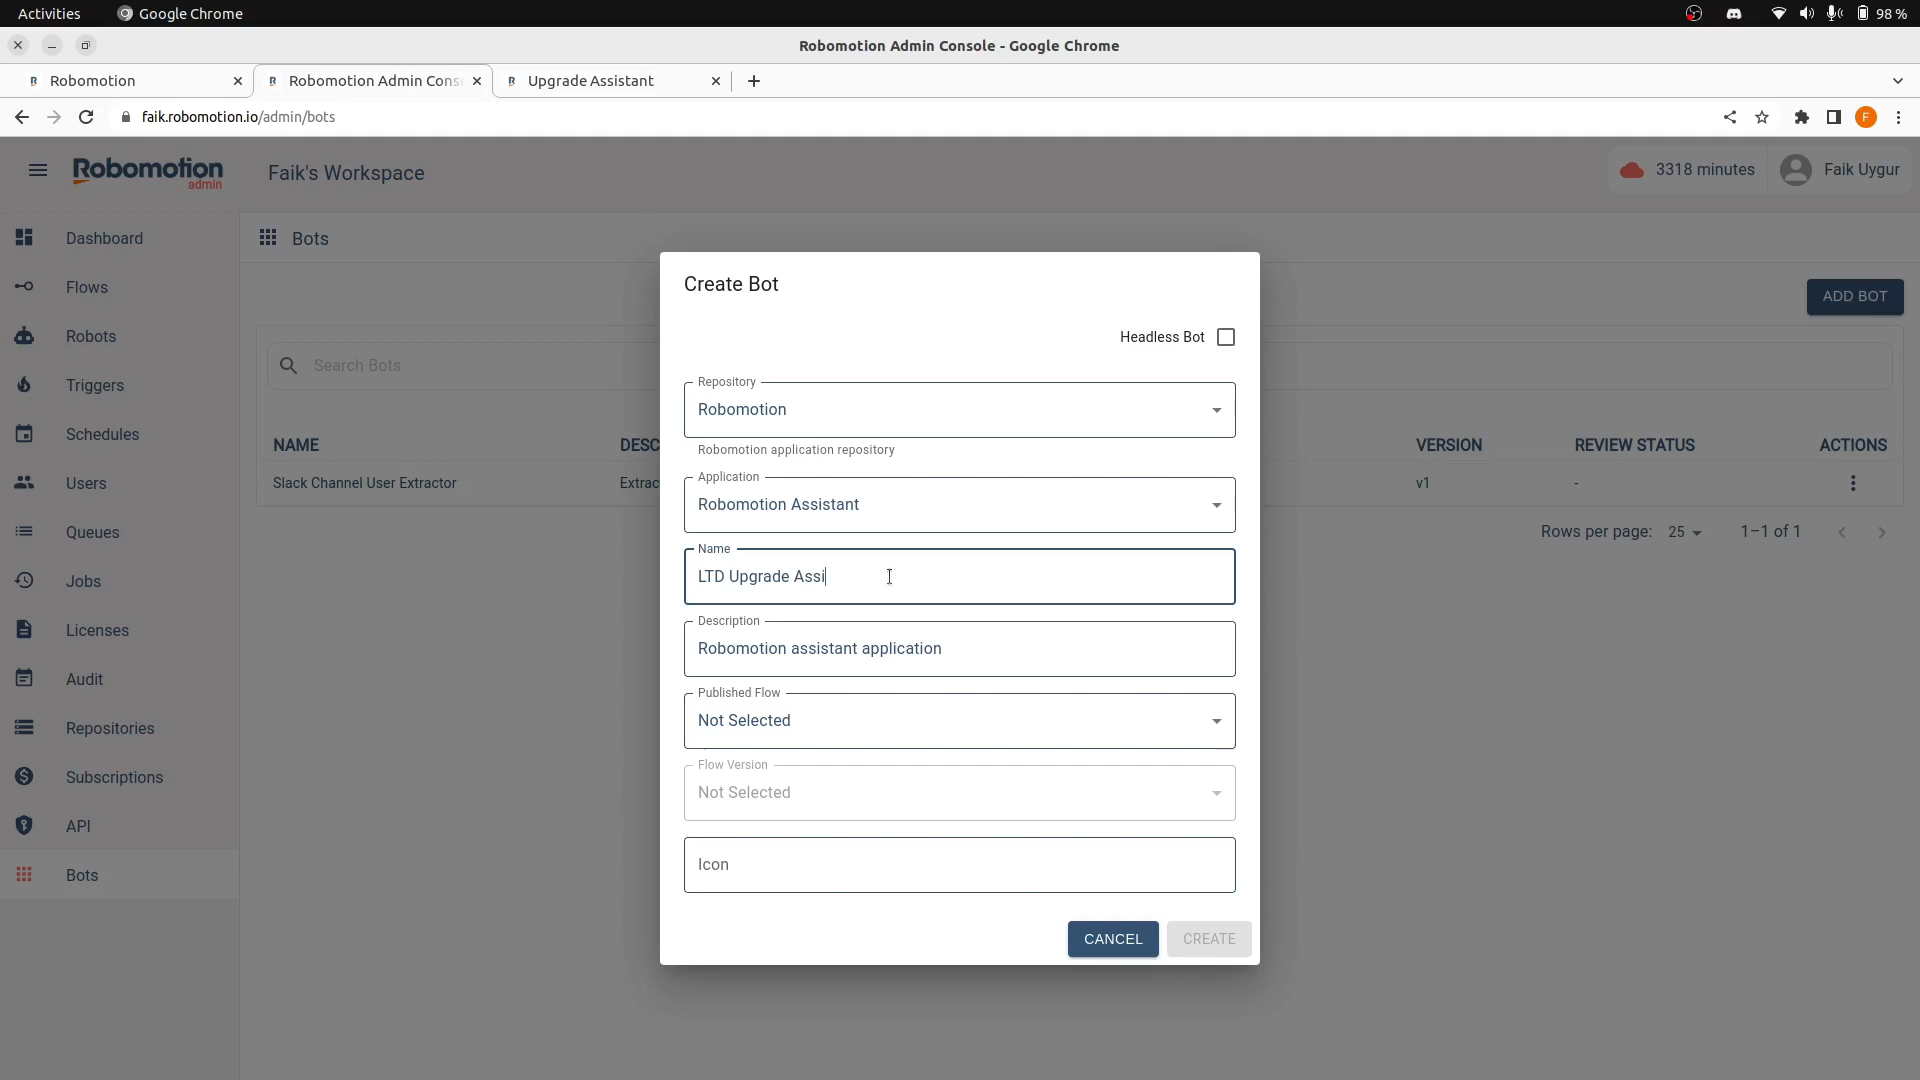 Activities Google Chrome 98 %
Robomotion Admin Console - Google Chrome
Robomotion Robomotion Admin Cons Upgrade Assistant
faik.robomotion.io/admin/bots F
Robomotion admin Faik's Workspace 3318 minutes Faik Uygur
Dashboard
Flows
Robots
Triggers
Schedules
Users
Queues
Jobs
Licenses
Audit
Repositories
Subscriptions
API
Bots
Bots
ADD BOT
Search Bots
NAME DESC VERSION REVIEW STATUS ACTIONS
Slack Channel User Extractor Extrac v1 -
Rows per page: 25 1–1 of 1
Create Bot
Headless Bot
Repository
Robomotion
Robomotion application repository
Application
Robomotion Assistant
Name
LTD Upgrade Assi
Description
Robomotion assistant application
Published Flow
Not Selected
Flow Version
Not Selected
Icon
CANCEL CREATE